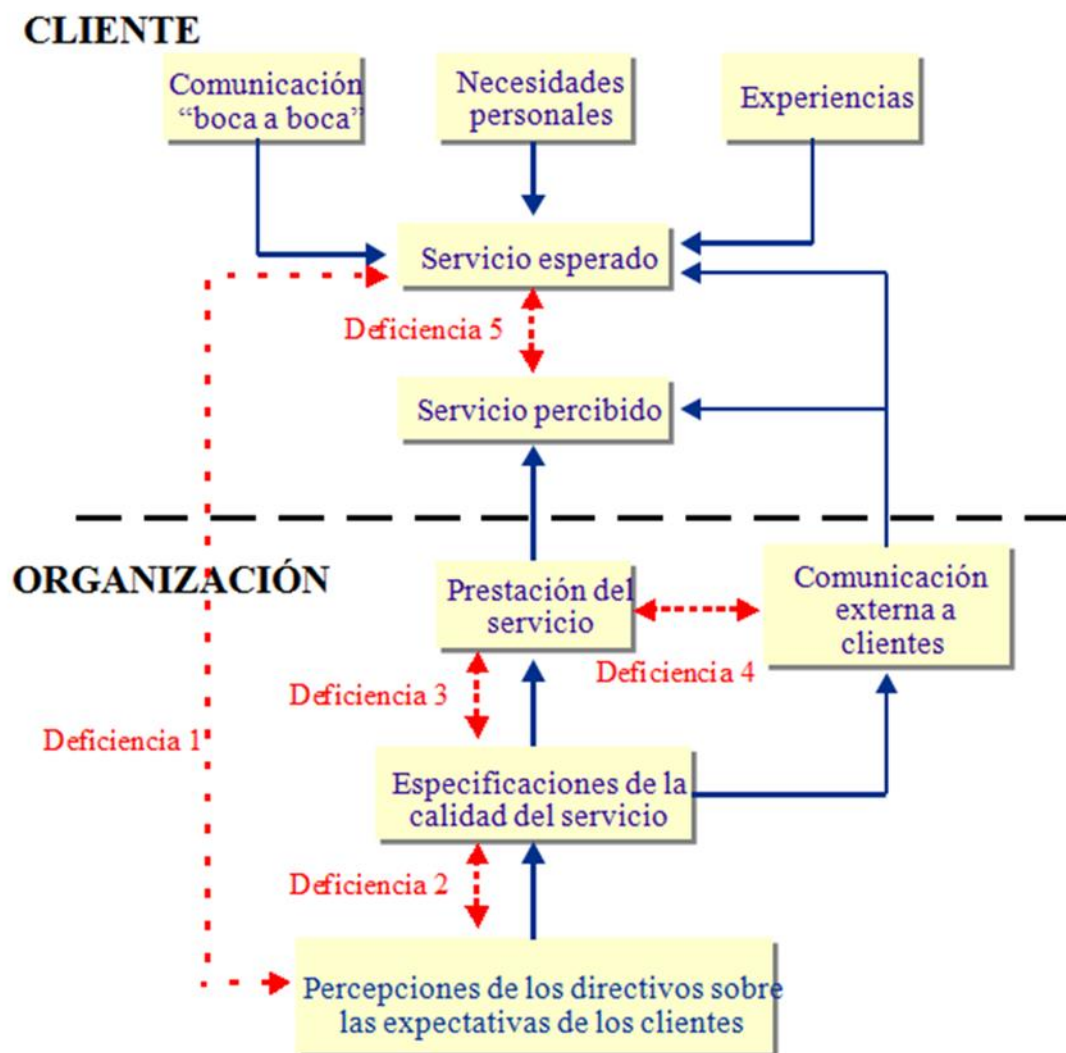 CLIENTE
Comunicación
“boca a boca”
Necesidades
personales
Experiencias
Servicio esperado
Deficiencia 5
Servicio percibido
ORGANIZACIÓN
Prestación del
servicio
Comunicación
externa a
clientes
Deficiencia 4
Deficiencia 3
Deficiencia 1
Especificaciones de la
calidad del servicio
Deficiencia 2
Percepciones de los directivos sobre
las expectativas de los clientes